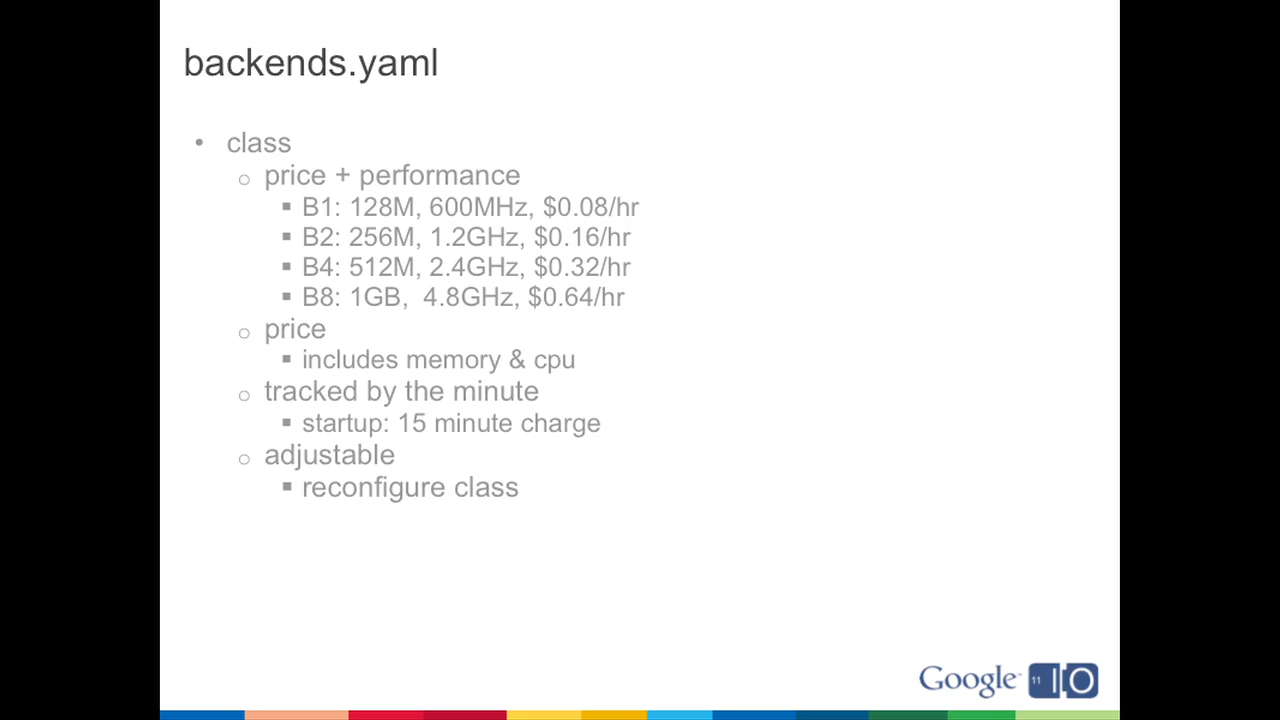 backends.yaml
• class
o price + performance
▪ B1: 128M, 600MHz, $0.08/hr
▪ B2: 256M, 1.2GHz, $0.16/hr
▪ B4: 512M, 2.4GHz, $0.32/hr
▪ B8: 1GB,  4.8GHz, $0.64/hr
o price
▪ includes memory & cpu
o tracked by the minute
▪ startup: 15 minute charge
o adjustable
▪ reconfigure class
Google 11 IO